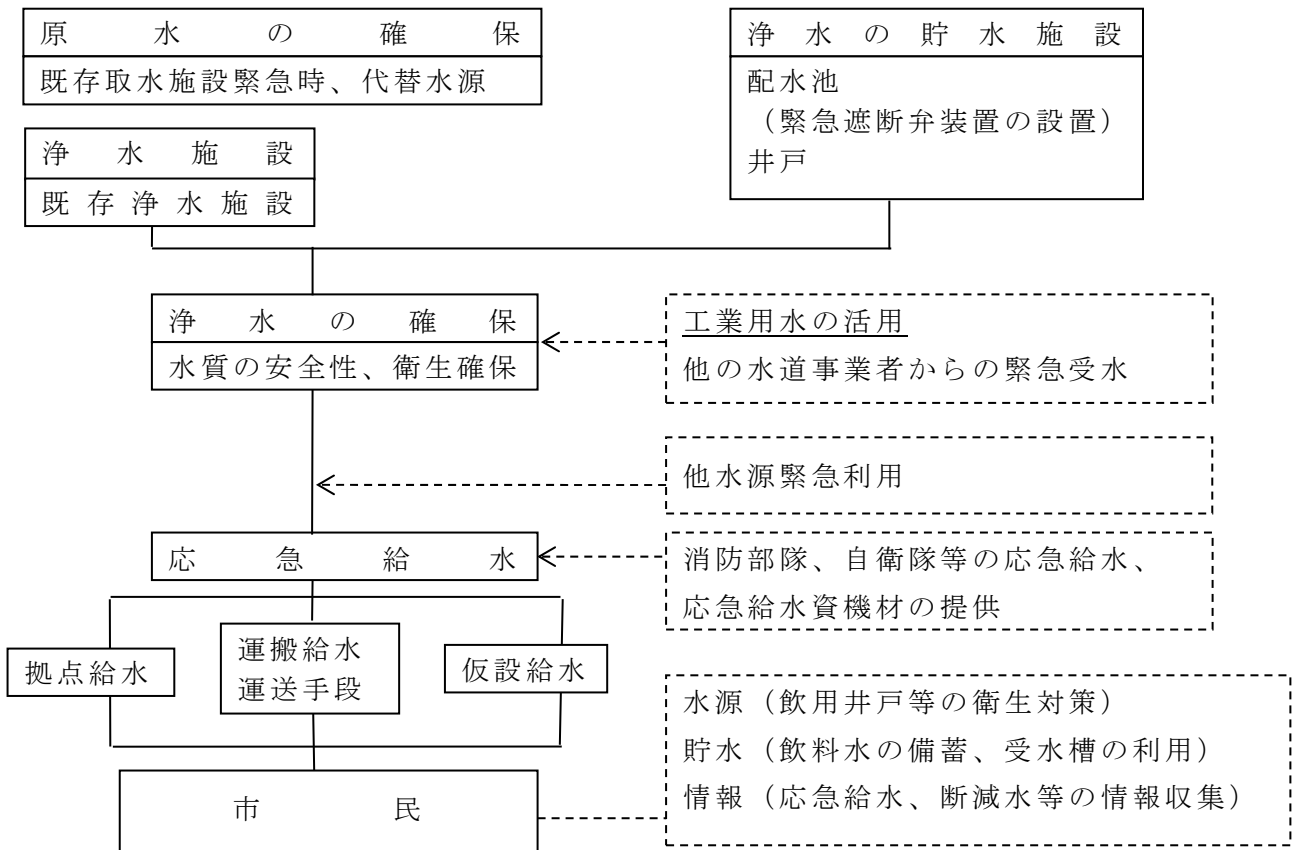 原水の確保
既存取水施設緊急時、代替水源
浄水施設
既存浄水施設
浄水の貯水施設
配水池
（緊急遮断弁装置の設置）
井戸
浄水の確保
水質の安全性、衛生確保
工業用水の活用
他の水道事業者からの緊急受水
他水源緊急利用
応急給水
消防部隊、自衛隊等の応急給水、
応急給水資機材の提供
拠点給水
運搬給水
運送手段
仮設給水
市民
水源（飲用井戸等の衛生対策）
貯水（飲料水の備蓄、受水槽の利用）
情報（応急給水、断減水等の情報収集）